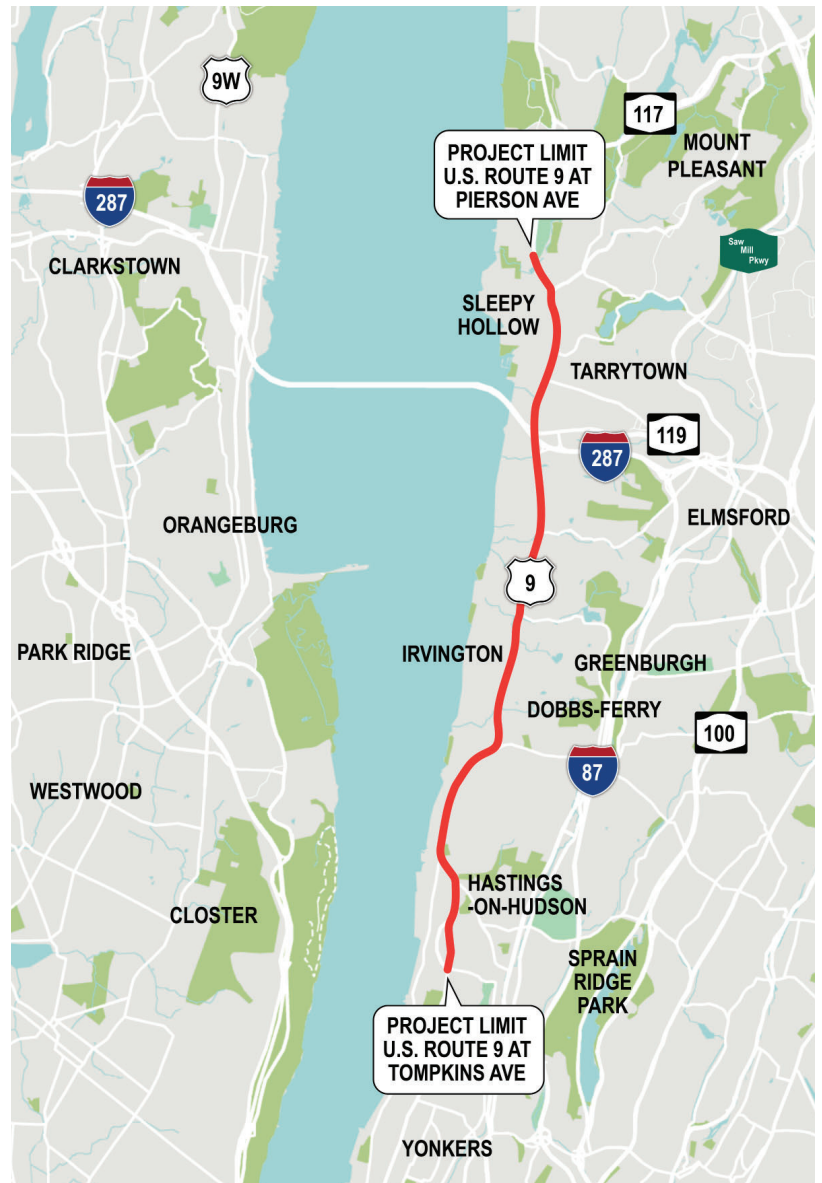 9W
117
MOUNT
PLEASANT
PROJECT LIMIT
U.S. ROUTE 9 AT
PIERSON AVE
287
CLARKSTOWN
Saw
Mill
Pkwy
SLEEPY
HOLLOW
TARRYTOWN
119
287
ELMSFORD
ORANGEBURG
9
PARK RIDGE
IRVINGTON
GREENBURGH
DOBBS-FERRY
100
87
WESTWOOD
HASTINGS
-ON-HUDSON
CLOSTER
SPRAIN
RIDGE
PARK
PROJECT LIMIT
U.S. ROUTE 9 AT
TOMPKINS AVE
YONKERS